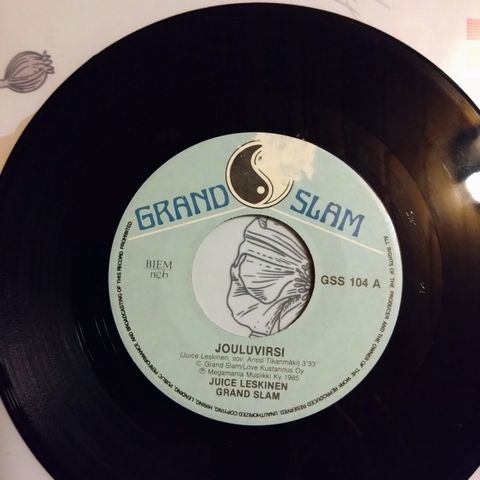 GRAND SLAM
BIEM
ncb
GSS 104 A
JOULUVIRSI
(Juice Leskinen, sov. Anssi Tikanmäki) 3'33"
© Grand Slam/Love Kustannus Oy
℗ Megamania Musiikki Ky 1985
JUICE LESKINEN
GRAND SLAM
ALL RIGHTS OF THE PRODUCER AND THE OWNER OF THE WORK REPRODUCED RESERVED. UNAUTHORIZED COPYING, HIRING, LENDING, PUBLIC PERFORMANCE AND BROADCASTING OF THIS RECORD PROHIBITED